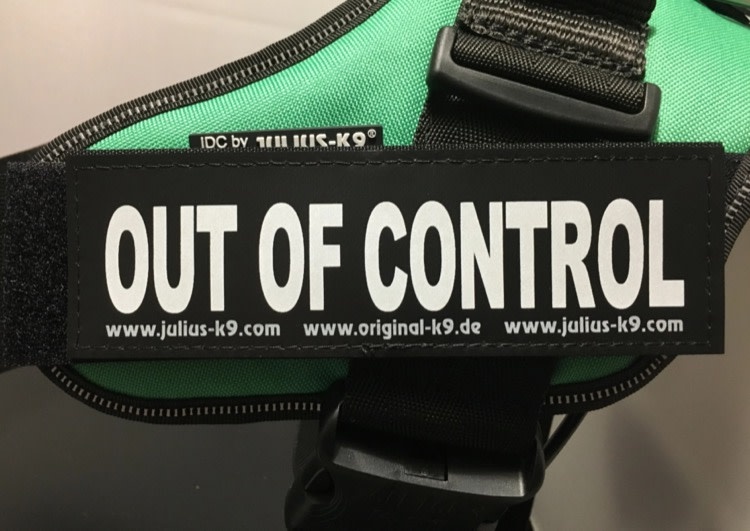 IDC by JULIUS-K9®
OUT OF CONTROL
www.julius-k9.com www.original-k9.de www.julius-k9.com